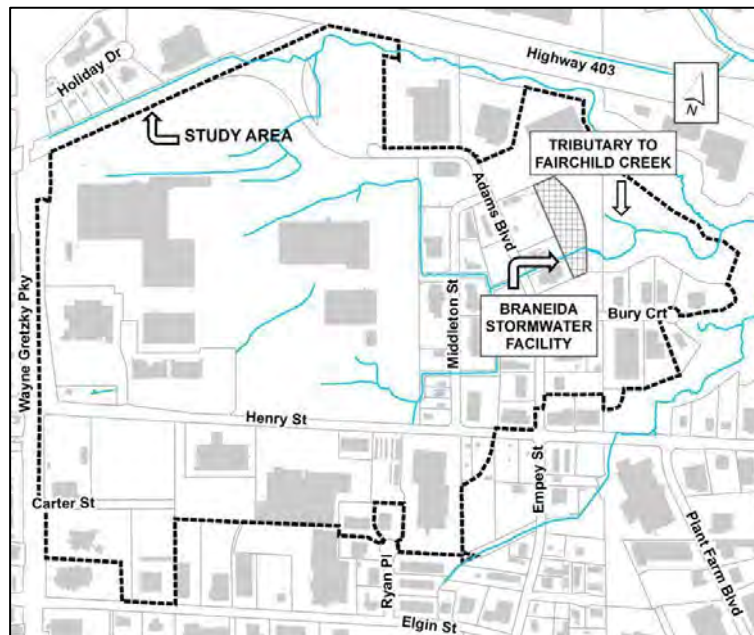 Holiday Dr
Highway 403
N
STUDY AREA
TRIBUTARY TO
FAIRCHILD CREEK
Adams Blvd
Wayne Gretzky Pky
Middleton St
BRANEIDA
STORMWATER
FACILITY
Bury Crt
Henry St
Empey St
Carter St
Plant Farm Blvd
Ryan Pl
Elgin St